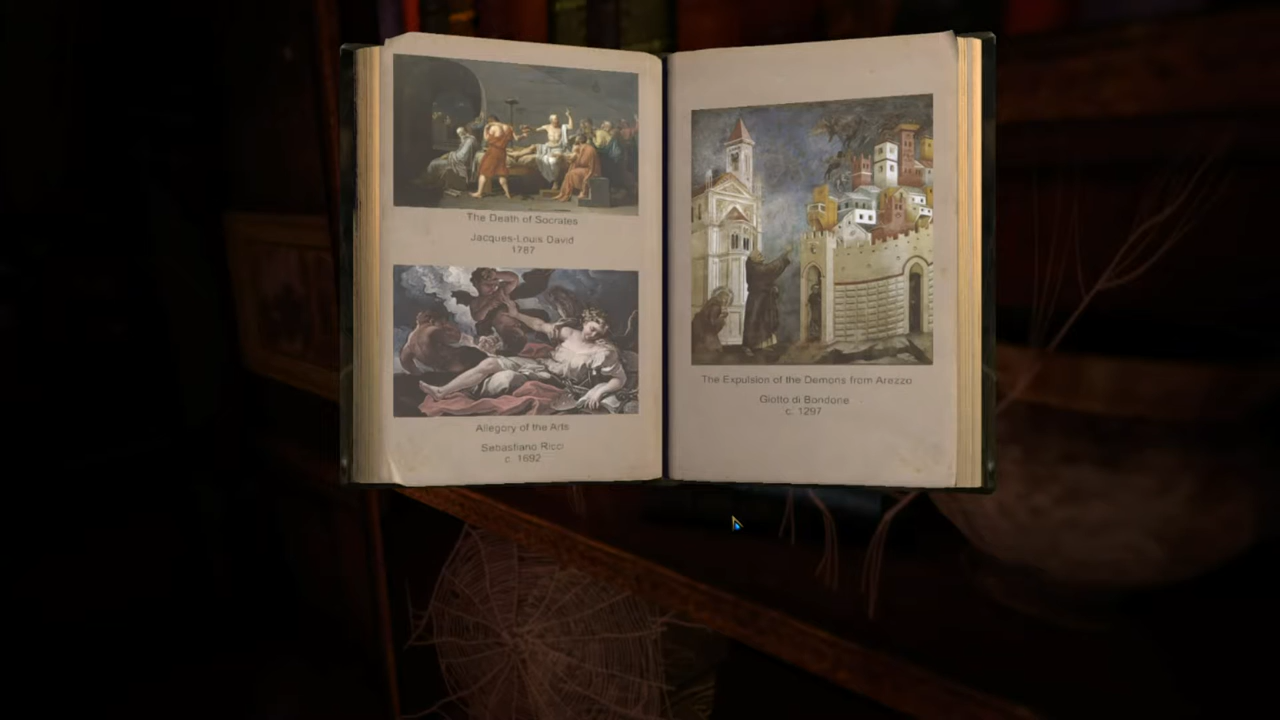 The Death of Socrates
Jacques-Louis David
1787
Allegory of the Arts
Sebastiano Ricci
c. 1692
The Expulsion of the Demons from Arezzo
Giotto di Bondone
c. 1297